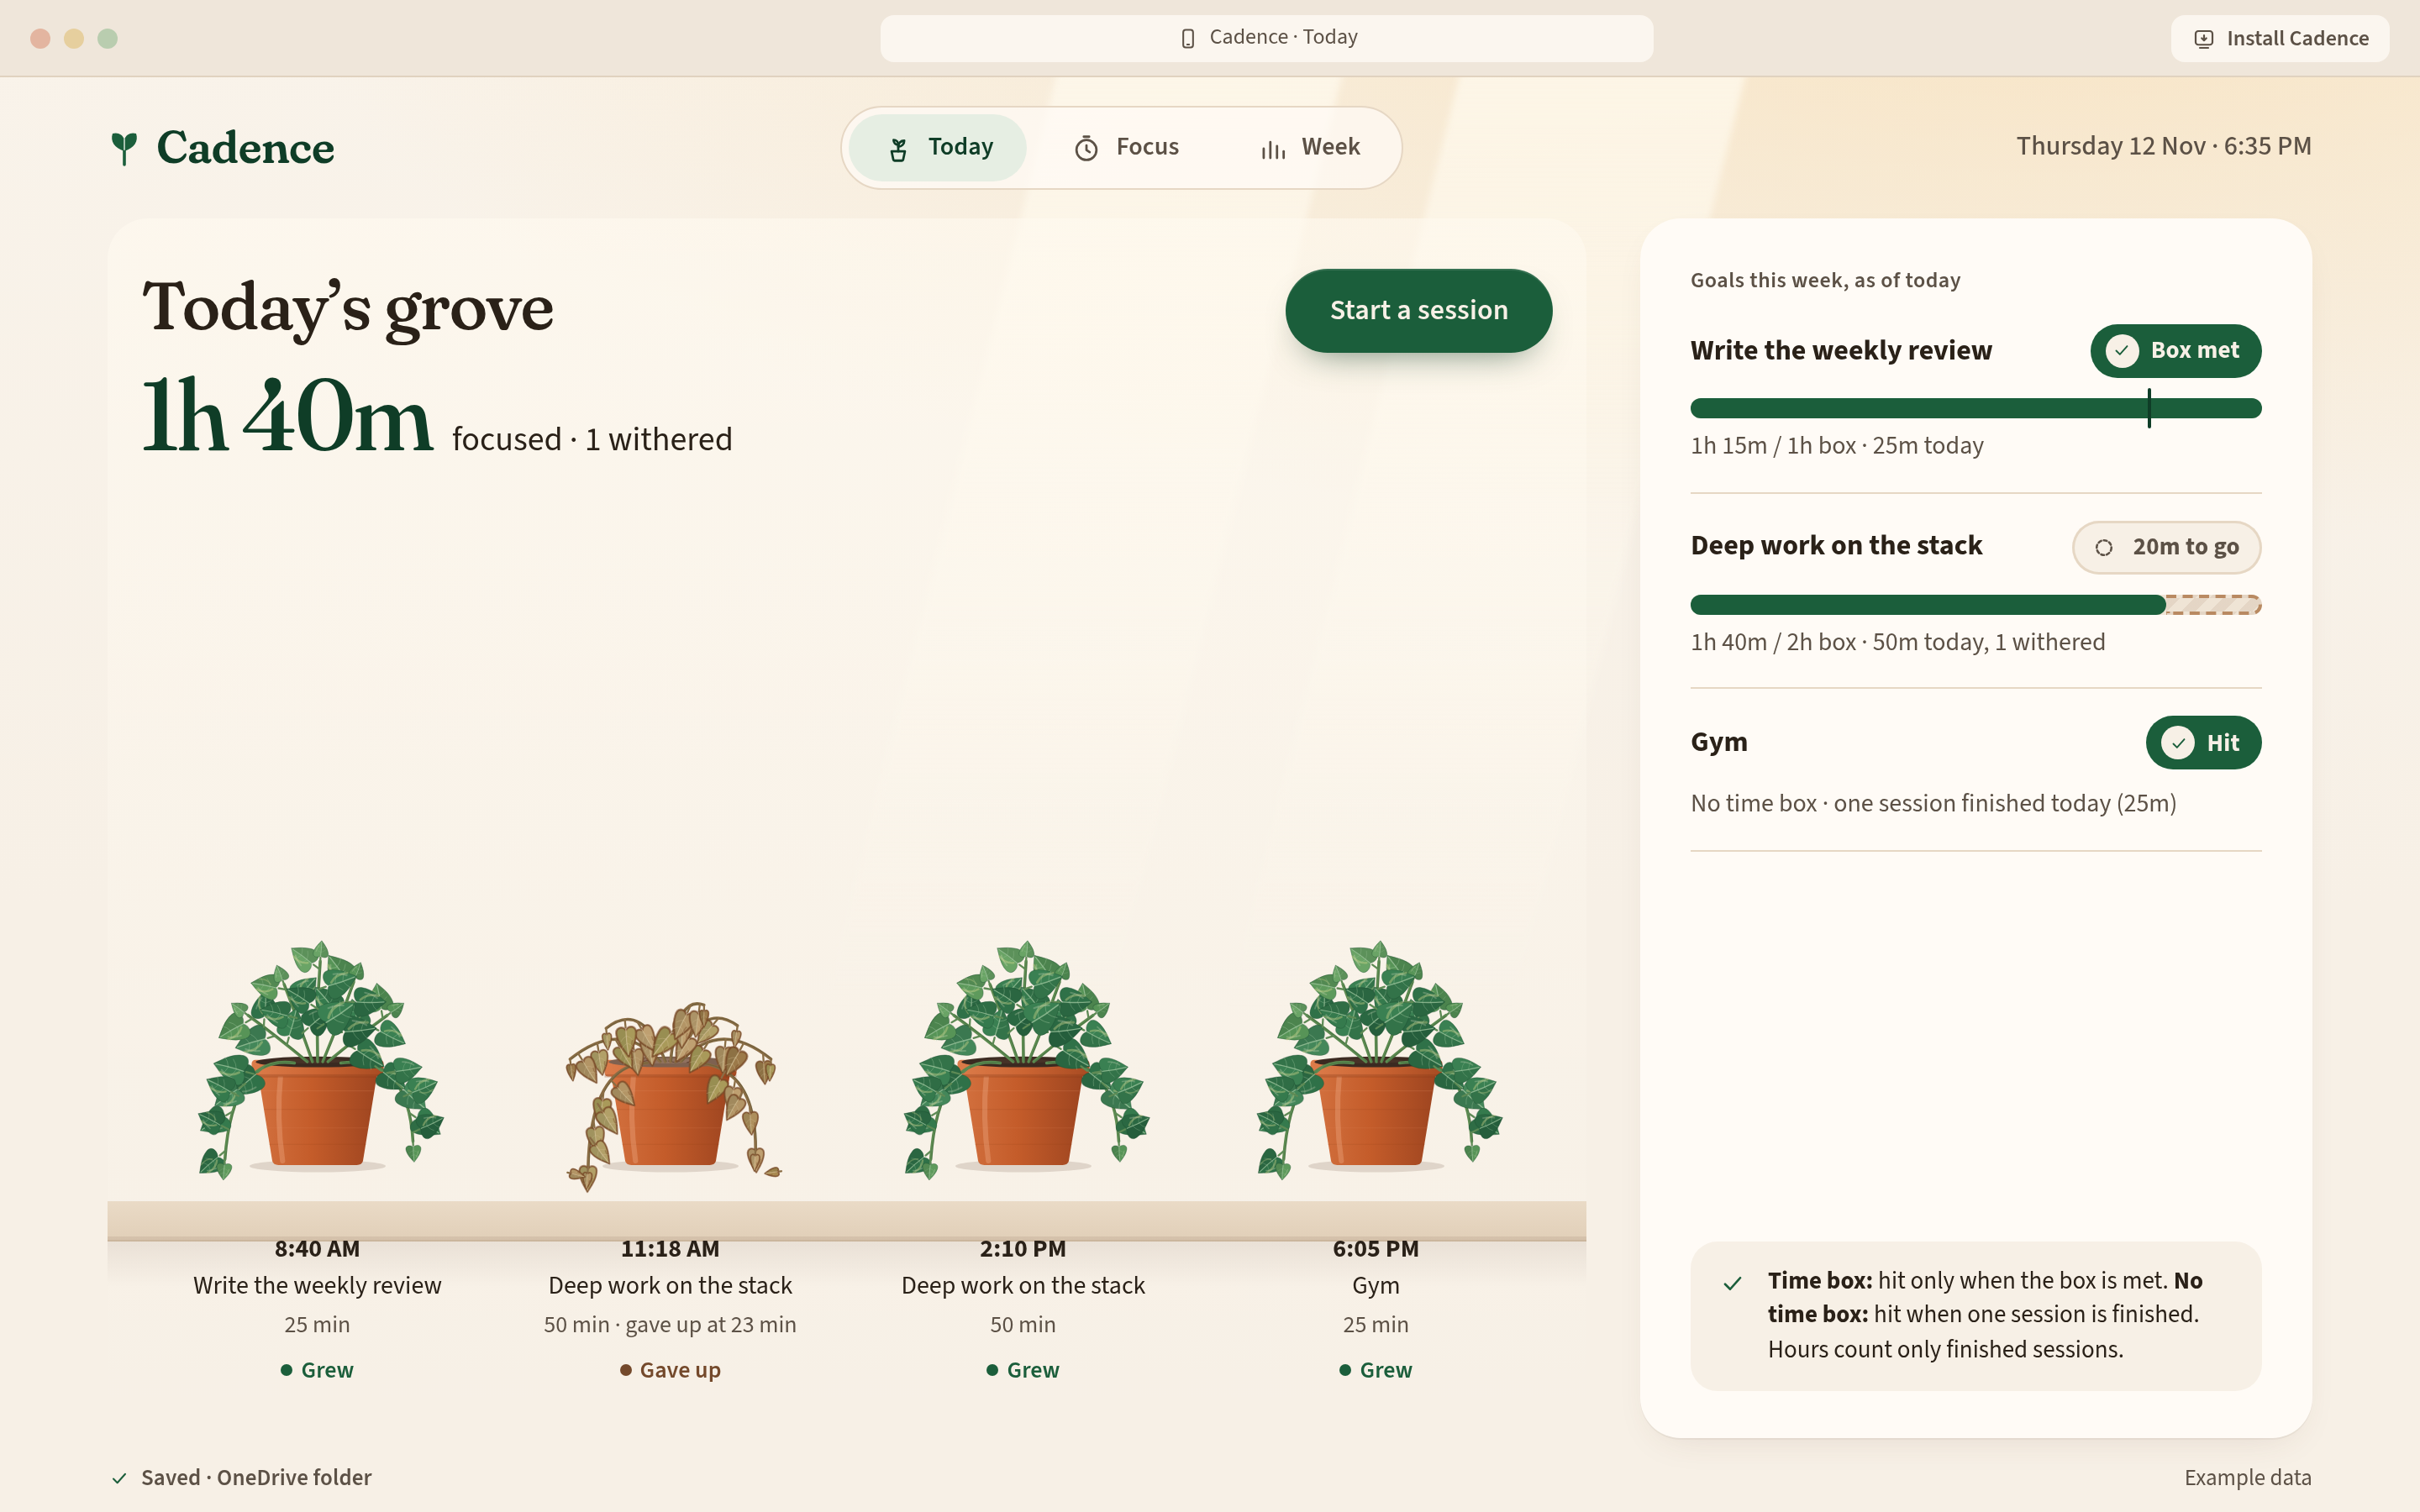 Cadence · Today
Install Cadence
Cadence
Today
Focus
Week
Thursday 12 Nov · 6:35 PM
Today’s grove
Start a session
1h 40m focused · 1 withered
8:40 AM
Write the weekly review
25 min
Grew
11:18 AM
Deep work on the stack
50 min · gave up at 23 min
Gave up
2:10 PM
Deep work on the stack
50 min
Grew
6:05 PM
Gym
25 min
Grew
Goals this week, as of today
Write the weekly review
Box met
1h 15m / 1h box · 25m today
Deep work on the stack
20m to go
1h 40m / 2h box · 50m today, 1 withered
Gym
Hit
No time box · one session finished today (25m)
Time box: hit only when the box is met. No
time box: hit when one session is finished.
Hours count only finished sessions.
Saved · OneDrive folder
Example data